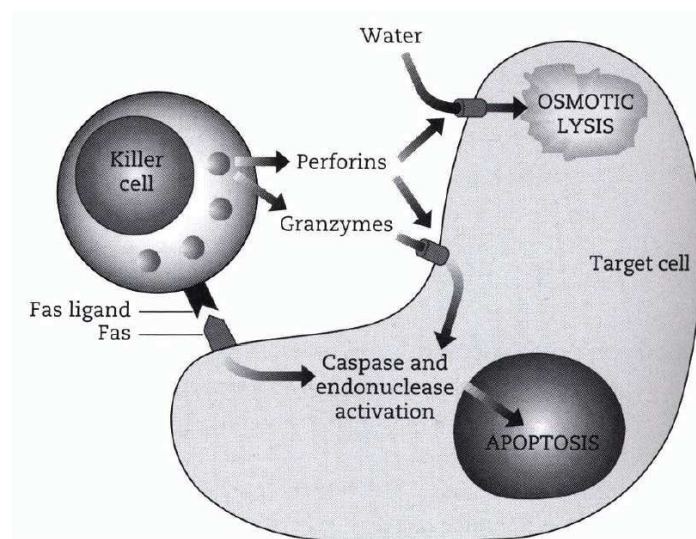 Water
OSMOTIC
LYSIS
Killer
cell
Perforins
Granzymes
Target cell
Fas ligand
Fas
Caspase and
endonuclease
activation
APOPTOSIS